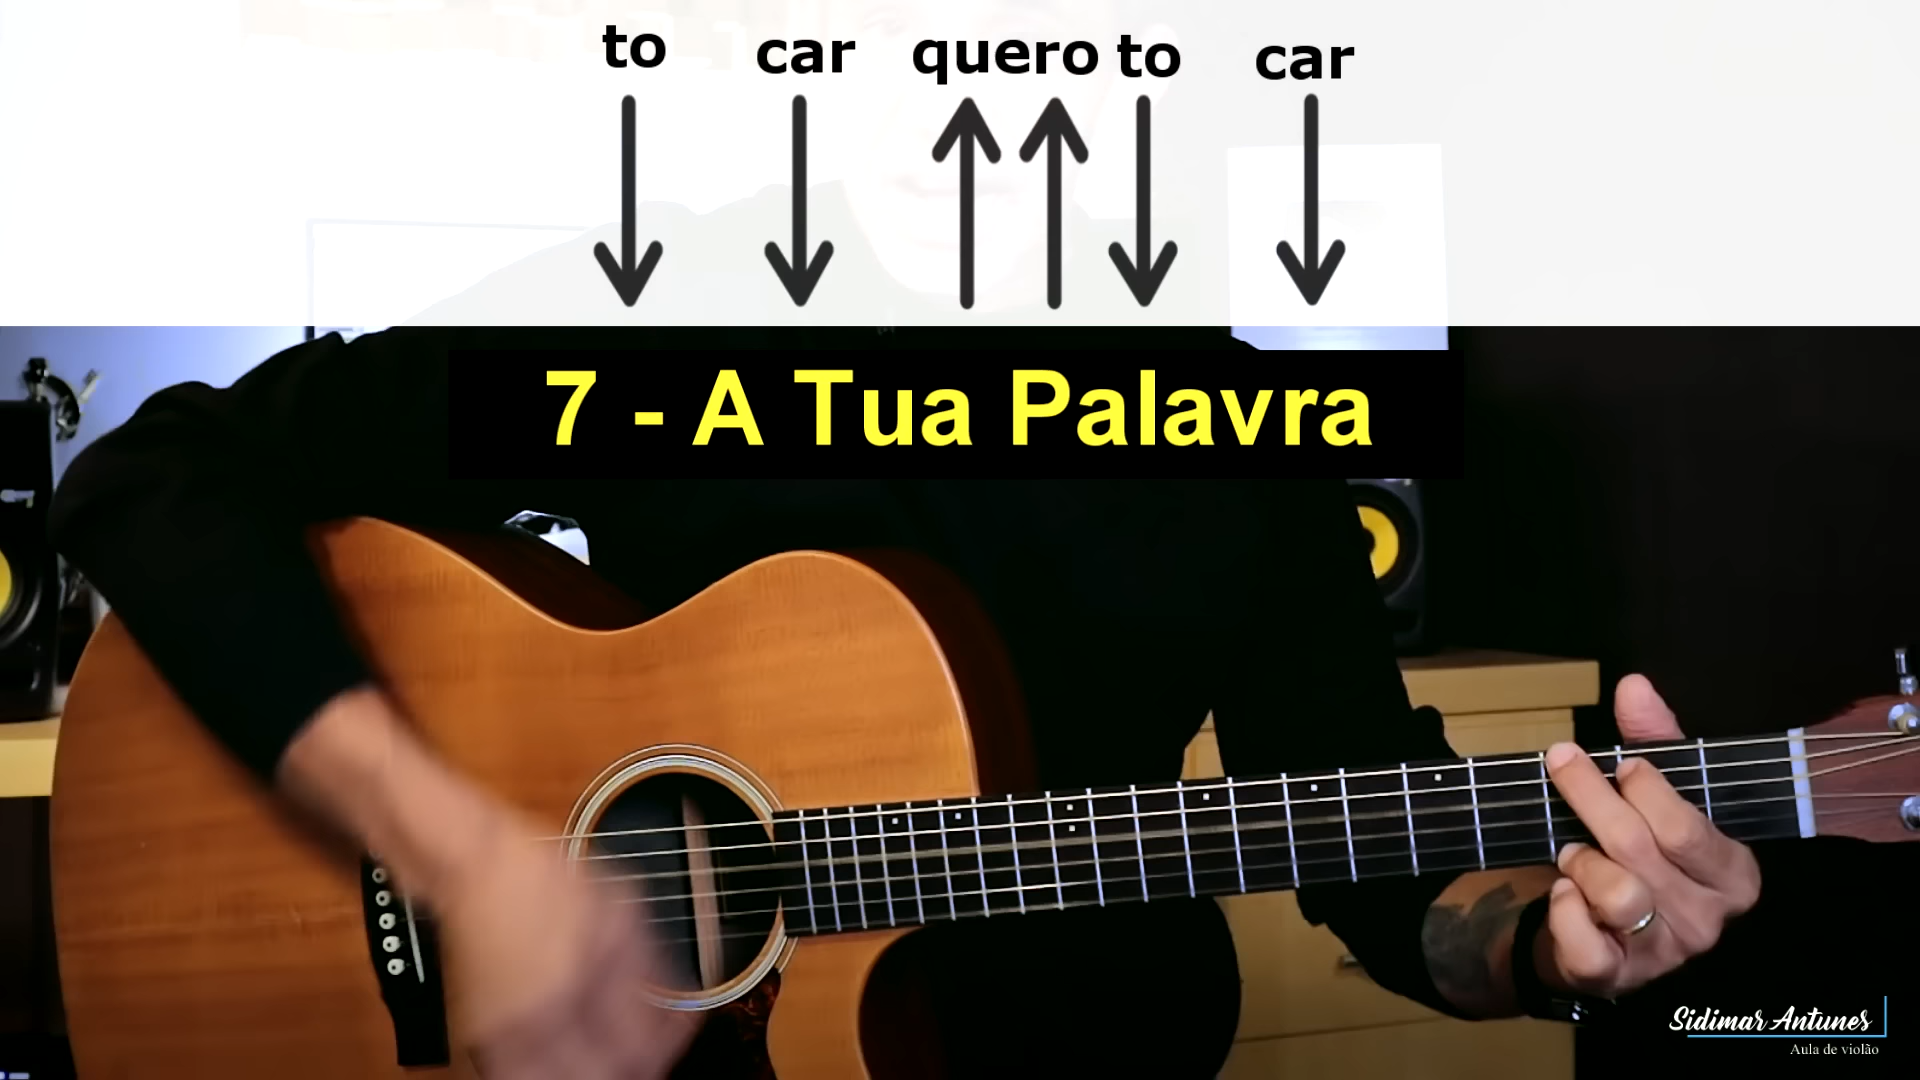 to car quero to car
7 - A Tua Palavra
Sidimar Antunes
Aula de violão